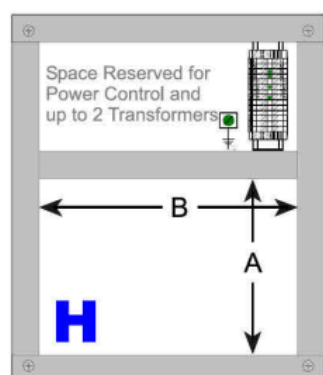 Space Reserved for
Power Control and
up to 2 Transformers
B
A
H